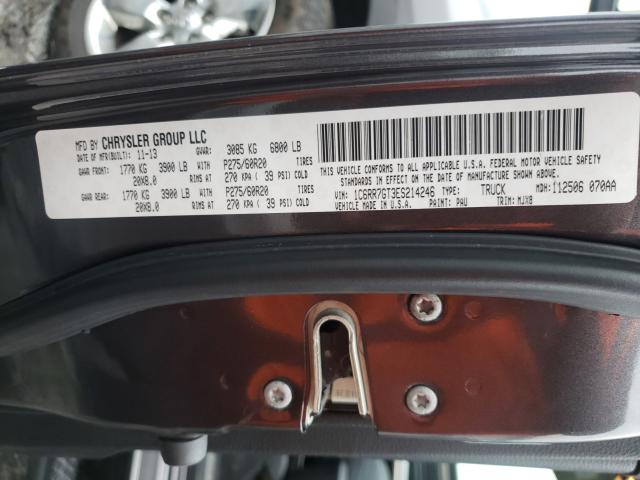 MFD BY CHRYSLER GROUP LLC
DATE OF MFR(BUILT): 11-13 GVWR: 3085 KG 6800 LB
GAWR FRONT: 1770 KG 3900 LB WITH P275/60R20 TIRES
20X8.0 RIMS AT 270 KPA ( 39 PSI) COLD
GAWR REAR: 1770 KG 3900 LB WITH P275/60R20 TIRES
20X8.0 RIMS AT 270 KPA ( 39 PSI) COLD
THIS VEHICLE CONFORMS TO ALL APPLICABLE U.S.A. FEDERAL MOTOR VEHICLE SAFETY
STANDARDS IN EFFECT ON THE DATE OF MANUFACTURE SHOWN ABOVE.
VIN: 1C6RR7GT3ES214246 TYPE: TRUCK MDH: 112506 070AA
VEHICLE MADE IN U.S.A. PAINT: PAU TRIM: MJX8